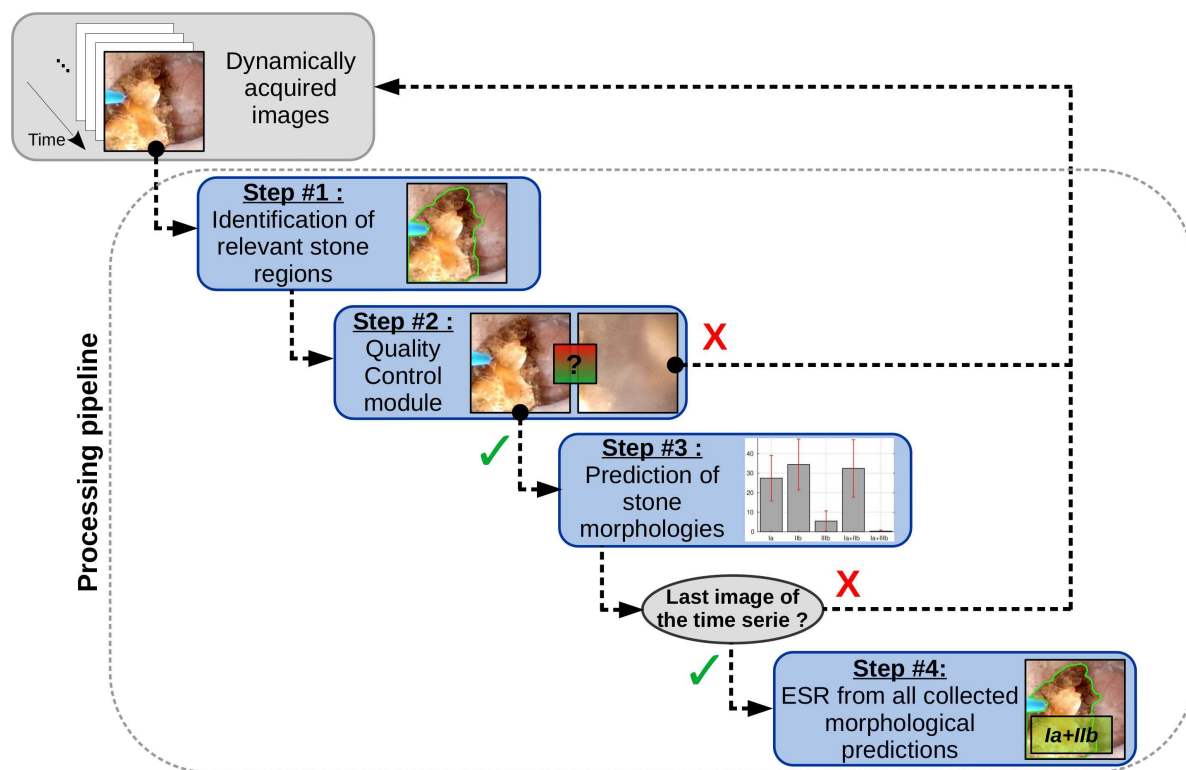 Dynamically
acquired
images
Time
Step #1 :
Identification of
relevant stone
regions
Step #2 :
Quality
Control
module
?
X
Processing pipeline
✓
Step #3 :
Prediction of
stone
morphologies
40
30
20
10
0
Ia
IIb
IIIb
Ia+IIb
Ia+IIIb
Last image of
the time serie ?
X
✓
Step #4:
ESR from all collected
morphological
predictions
Ia+IIb